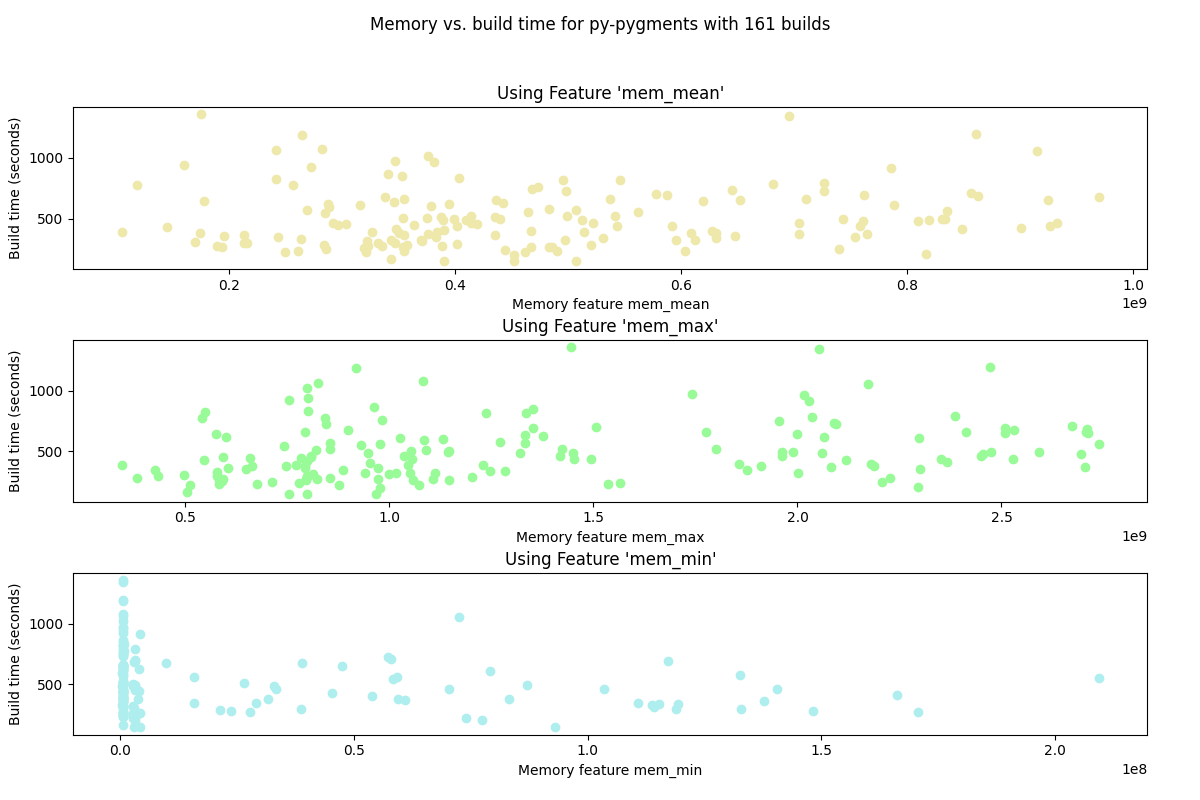 Memory vs. build time for py-pygments with 161 builds
Using Feature 'mem_mean'
Build time (seconds)
1000
500
0.2 0.4 0.6 0.8 1.0
1e9
Memory feature mem_mean
Using Feature 'mem_max'
Build time (seconds)
1000
500
0.5 1.0 1.5 2.0 2.5
1e9
Memory feature mem_max
Using Feature 'mem_min'
Build time (seconds)
1000
500
0.0 0.5 1.0 1.5 2.0
1e8
Memory feature mem_min